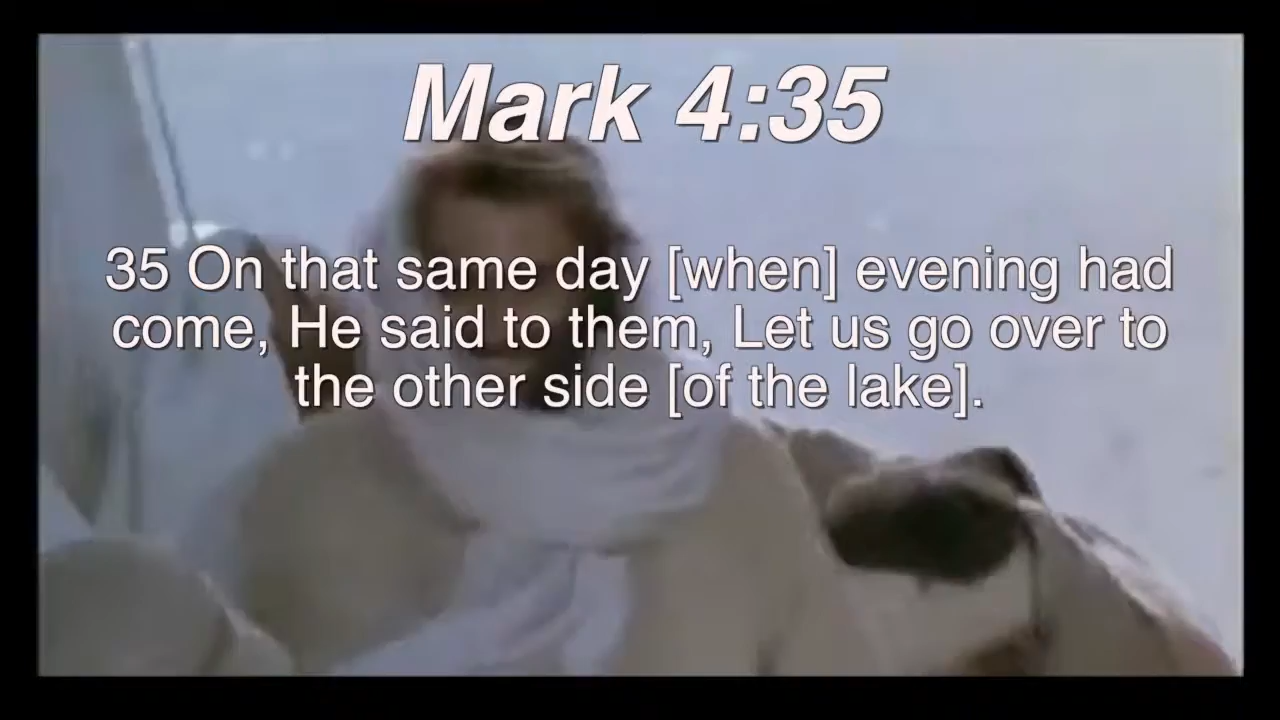 Mark 4:35
35 On that same day [when] evening had
come, He said to them, Let us go over to
the other side [of the lake].